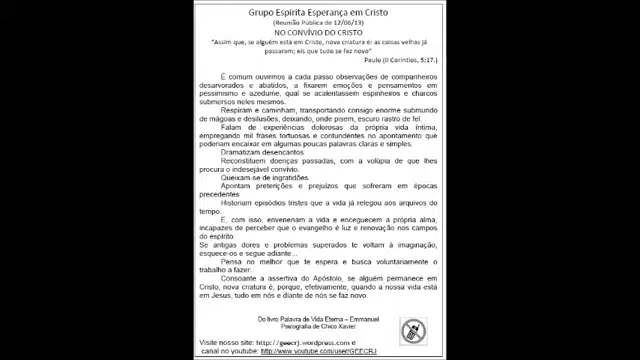 Grupo Espírita Esperança em Cristo
(Reunião Pública de 12/06/13)
NO CONVÍVIO DO CRISTO
"Assim que, se alguém está em Cristo, nova criatura é: as coisas velhas já
passaram; eis que tudo se fez novo"
Paulo (II Coríntios, 5:17.)
É comum ouvirmos a cada passo observações de companheiros
desarvorados e abatidos, a fixarem emoções e pensamentos em
pessimismo e azedume, qual se acalentassem espinheiros e charcos
submersos neles mesmos.
Respiram e caminham, transportando consigo enorme submundo
de mágoas e desilusões, deixando, onde pisem, escuro rastro de fel.
Falam de experiências dolorosas da própria vida íntima,
empregando mil frases tortuosas e contundentes no apontamento que
poderiam encaixar em algumas poucas palavras claras e simples.
Dramatizam desencantos
Reconstituem doenças passadas, com a volúpia de que lhes
procura o indesejável convívio.
Queixam-se de ingratidões
Apontam preterições e prejuízos que sofreram em épocas
precedentes
Historiam episódios tristes que a vida já relegou aos arquivos do
tempo.
E, com isso, envenenam a vida e enceguecem a própria alma,
incapazes de perceber que o evangelho é luz e renovação nos campos
do espírito
Se antigas dores e problemas superados te voltam à imaginação,
esquece-os e segue adiante...
Pensa no melhor que te espera e busca voluntariamente o
trabalho a fazer..
Consoante a assertiva do Apóstolo, se alguém permanece em
Cristo, nova criatura é, porque, efetivamente, quando a nossa vida está
em Jesus, tudo em nós e diante de nós se faz novo.
Do livro Palavra de Vida Eterna – Emmanuel
Psicografia de Chico Xavier
Visite nosso site: http://geecrj.wordpress.com e
canal no youtube: http://www.youtube.com/user/GEECRJ